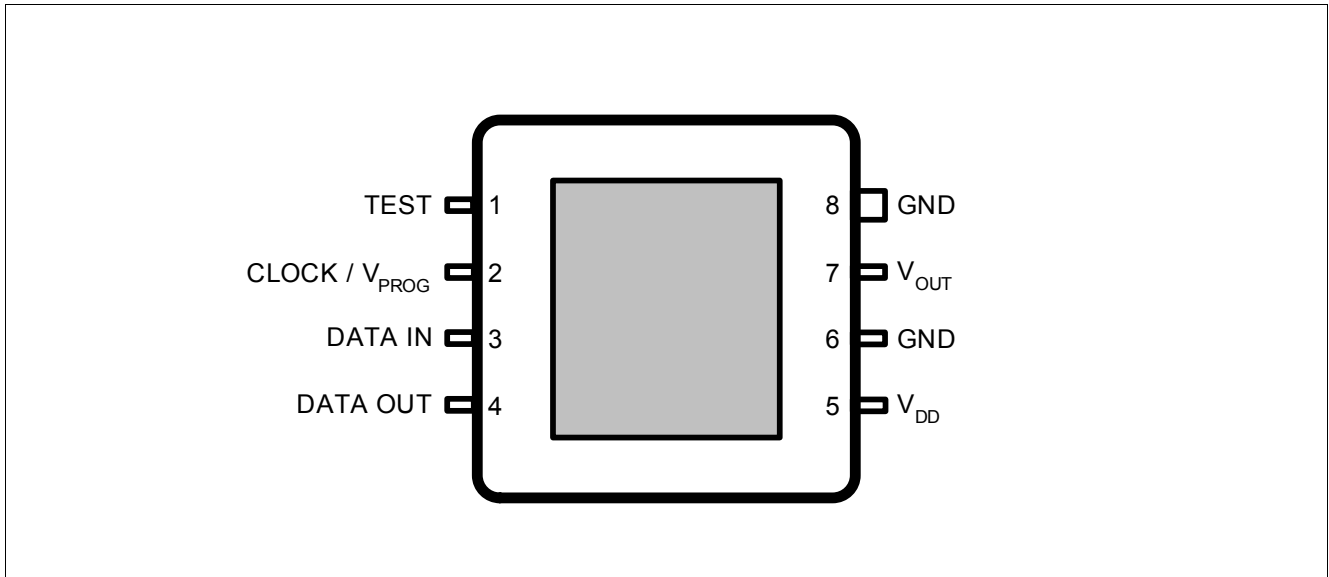 TEST 1
CLOCK / VPROG 2
DATA IN 3
DATA OUT 4
8 GND
7 VOUT
6 GND
5 VDD